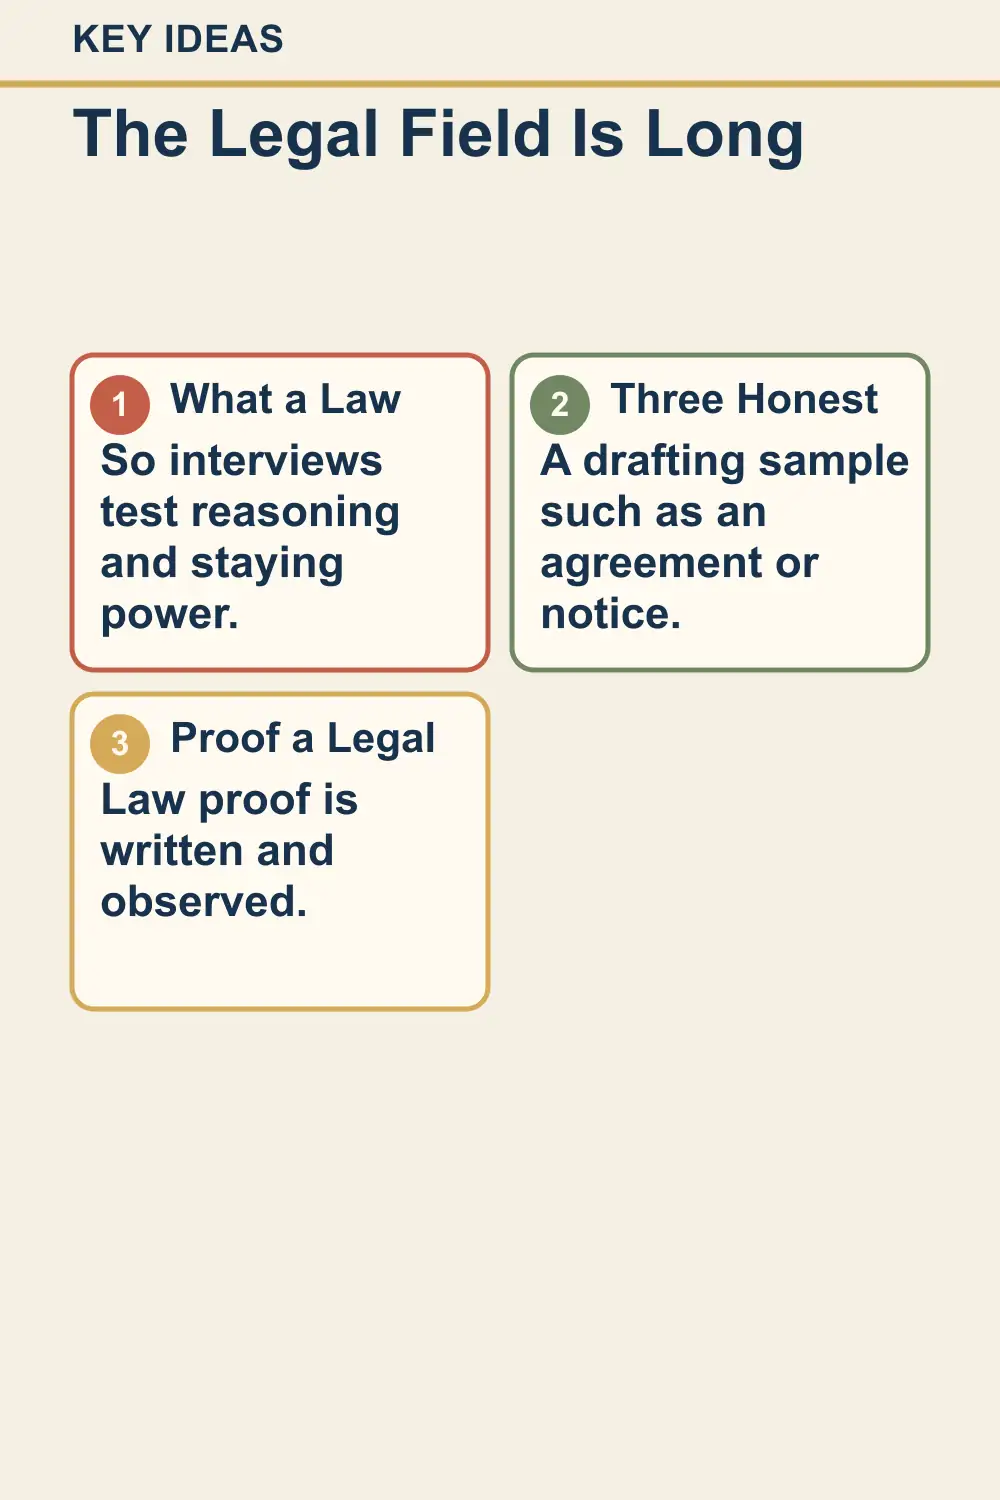 KEY IDEAS
The Legal Field Is Long
1 What a Law
So interviews
test reasoning
and staying
power.
2 Three Honest
A drafting sample
such as an
agreement or
notice.
3 Proof a Legal
Law proof is
written and
observed.